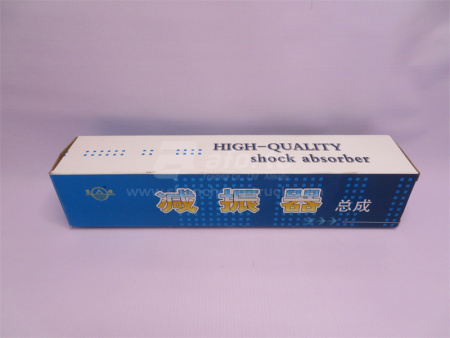 HIGH-QUALITY
shock absorber
减振器 总成